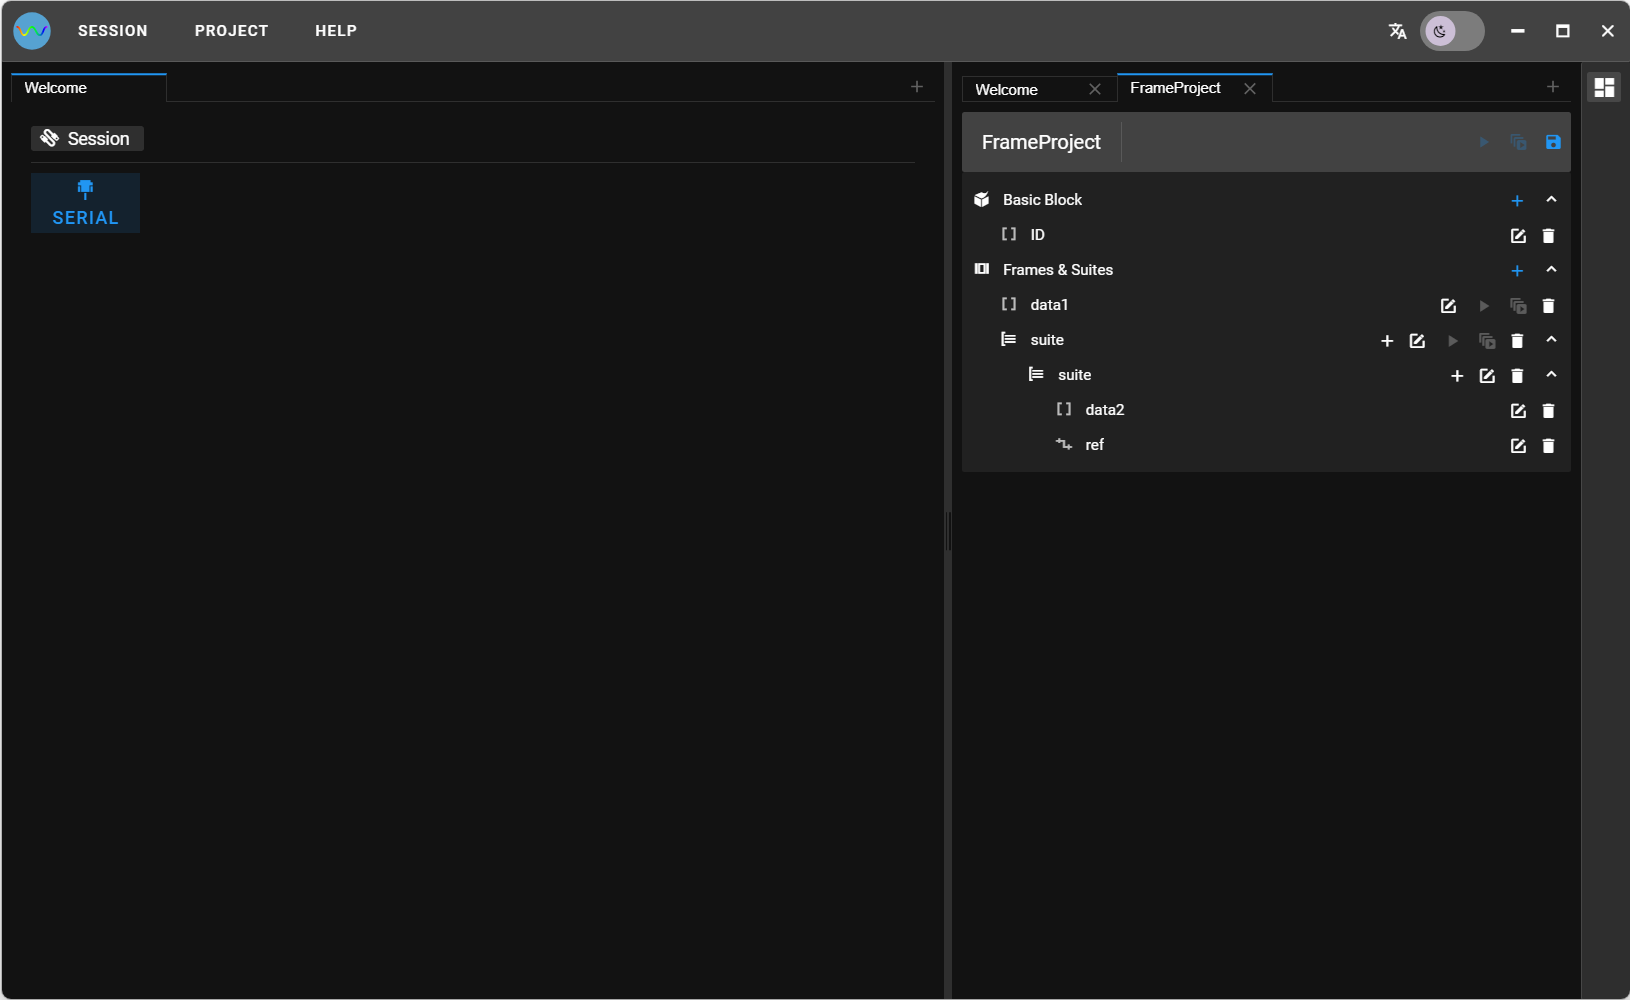 SESSION PROJECT HELP
Welcome
Session
SERIAL
Welcome FrameProject
FrameProject
Basic Block
ID
Frames & Suites
data1
suite
suite
data2
ref